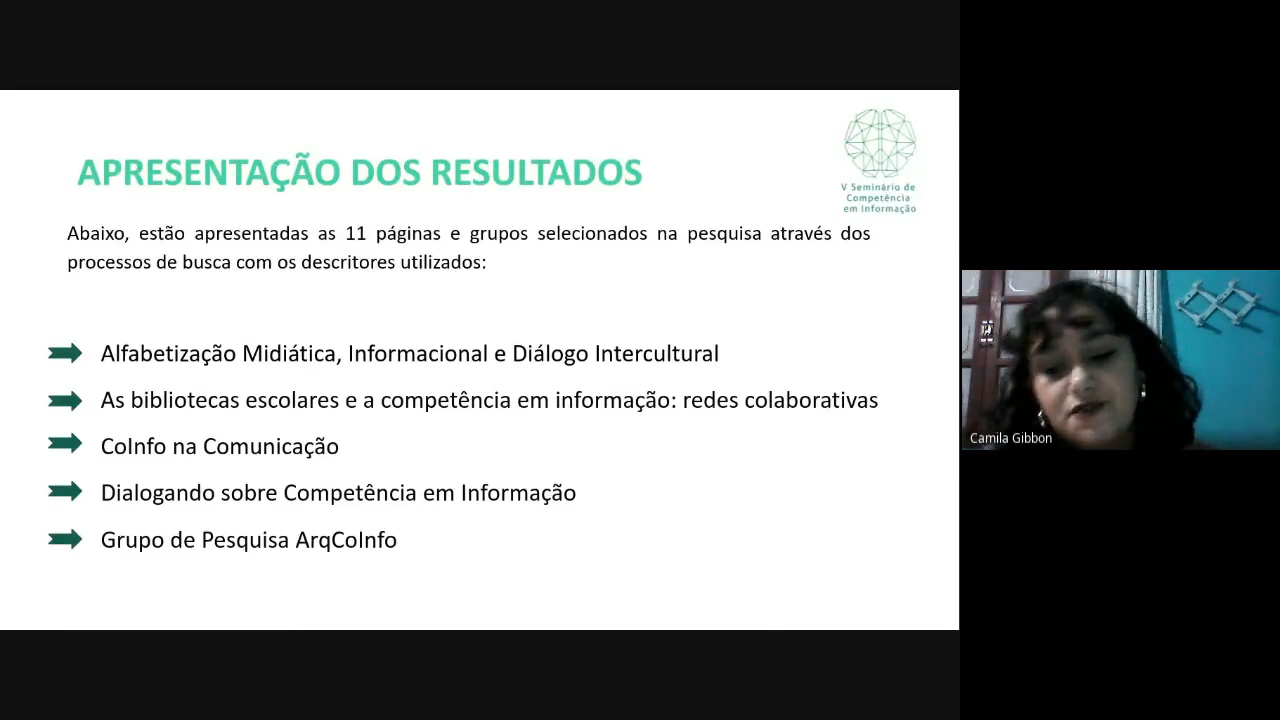 V Seminário de
Competência
em Informação
APRESENTAÇÃO DOS RESULTADOS
Abaixo, estão apresentadas as 11 páginas e grupos selecionados na pesquisa através dos
processos de busca com os descritores utilizados:
Alfabetização Midiática, Informacional e Diálogo Intercultural
As bibliotecas escolares e a competência em informação: redes colaborativas
CoInfo na Comunicação
Dialogando sobre Competência em Informação
Grupo de Pesquisa ArqCoInfo
Camila Gibbon